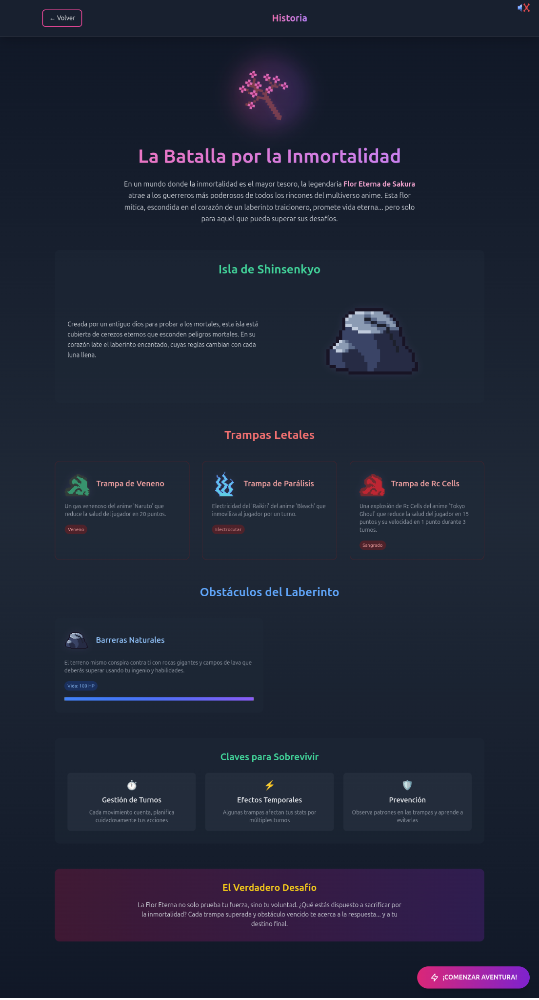 ← Volver
Historia
La Batalla por la Inmortalidad
En un mundo donde la inmortalidad es el mayor tesoro, la legendaria Flor Eterna de Sakura
atrae a los guerreros más poderosos de todos los rincones del multiverso anime. Esta flor
mítica, escondida en el corazón de un laberinto traicionero, promete vida eterna... pero solo
para aquel que pueda superar sus desafíos.
Isla de Shinsenkyo
Creada por un antiguo dios para probar a los mortales, esta isla está
cubierta de cerezos eternos que esconden peligros mortales. En su
corazón late el laberinto encantado, cuyas reglas cambian con cada
luna llena.
Trampas Letales
Trampa de Veneno
Un gas venenoso del anime 'Naruto' que
reduce la salud del jugador en 20 puntos.
Veneno
Trampa de Parálisis
Electricidad del 'Raikiri' del anime 'Bleach' que
inmoviliza al jugador por un turno.
Electrocutar
Trampa de Rc Cells
Una explosión de Rc Cells del anime 'Tokyo
Ghoul' que reduce la salud del jugador en 15
puntos y su velocidad en 1 punto durante 3
turnos.
Sangrado
Obstáculos del Laberinto
Barreras Naturales
El terreno mismo conspira contra ti con rocas gigantes y campos de lava que
deberás superar usando tu ingenio y habilidades.
Vida: 100 HP
Claves para Sobrevivir
Gestión de Turnos
Cada movimiento cuenta, planifica
cuidadosamente tus acciones
Efectos Temporales
Algunas trampas afectan tus stats por
múltiples turnos
Prevención
Observa patrones en las trampas y aprende a
evitarlas
El Verdadero Desafío
La Flor Eterna no solo prueba tu fuerza, sino tu voluntad. ¿Qué estás dispuesto a sacrificar por
la inmortalidad? Cada trampa superada y obstáculo vencido te acerca a la respuesta... y a tu
destino final.
¡COMENZAR AVENTURA!